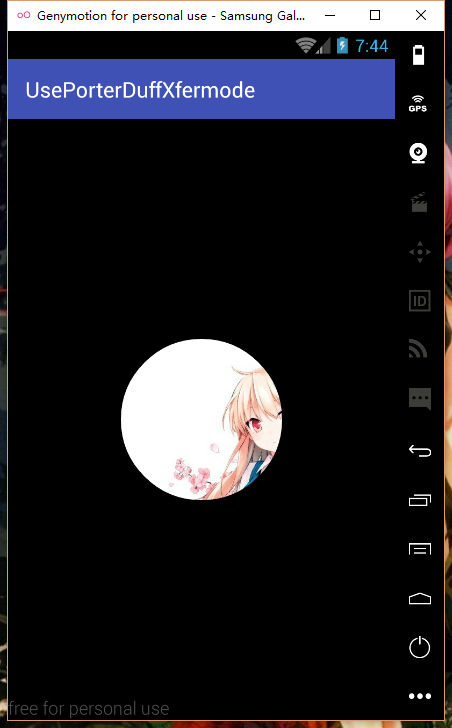 Genymotion for personal use - Samsung Gal...
7:44
GPS
UsePorterDuffXfermode
ID
free for personal use